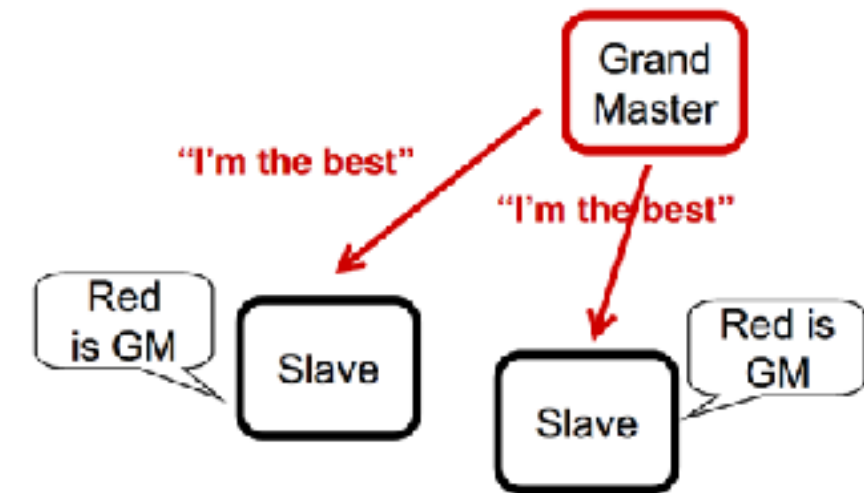 Grand
Master
“I'm the best”
“I'm the best”
Red
is GM
Slave
Red is
GM
Slave